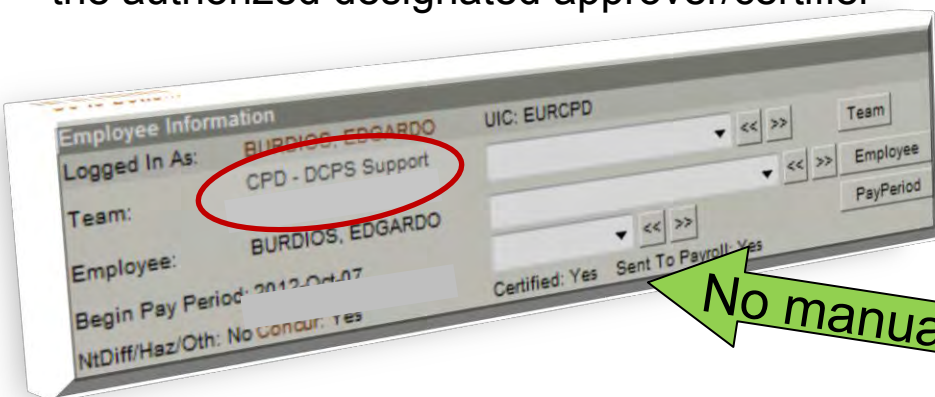 the authorized designated approver/certifier
Employee Information
Logged In As: BURDIOS, EDGARDO UIC: EURCPD
Team: CPD - DCPS Support << >> Team
Employee: BURDIOS, EDGARDO << >> Employee
Begin Pay Period: 2012-Oct-07 << >> PayPeriod
NtDiff/Haz/Oth: No Concur: Yes Certified: Yes Sent To Payroll: Yes
No manua